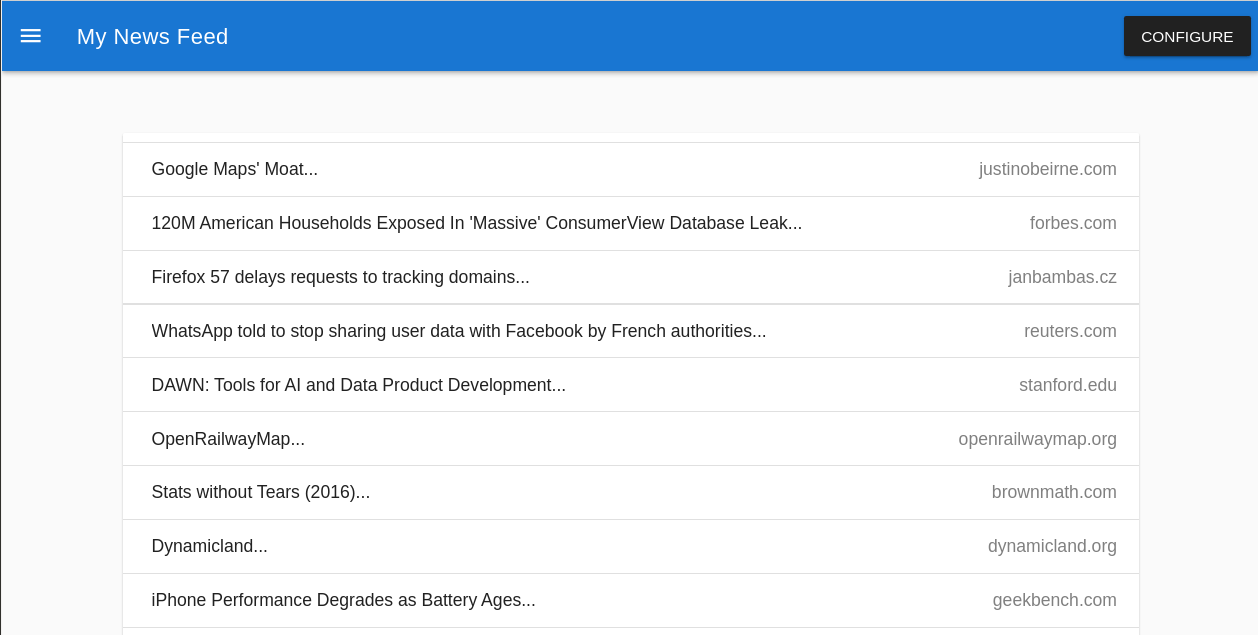 My News Feed
CONFIGURE
Google Maps' Moat... justinobeirne.com
120M American Households Exposed In 'Massive' ConsumerView Database Leak... forbes.com
Firefox 57 delays requests to tracking domains... janbambas.cz
WhatsApp told to stop sharing user data with Facebook by French authorities... reuters.com
DAWN: Tools for AI and Data Product Development... stanford.edu
OpenRailwayMap... openrailwaymap.org
Stats without Tears (2016)... brownmath.com
Dynamicland... dynamicland.org
iPhone Performance Degrades as Battery Ages... geekbench.com